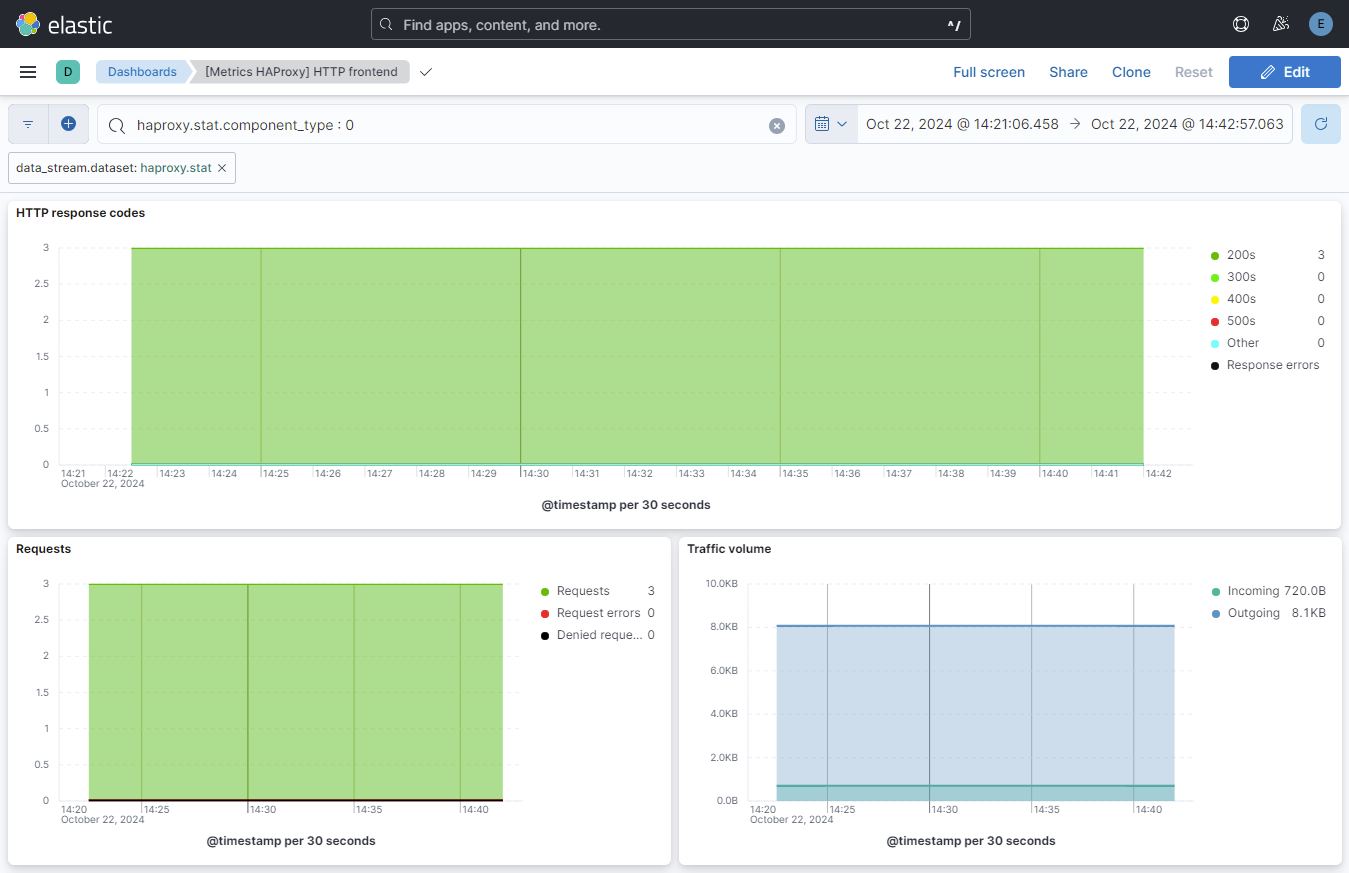 elastic
Find apps, content, and more.
^/
E
D
Dashboards
[Metrics HAProxy] HTTP frontend
Full screen
Share
Clone
Reset
Edit
haproxy.stat.component_type : 0
Oct 22, 2024 @ 14:21:06.458 → Oct 22, 2024 @ 14:42:57.063
data_stream.dataset: haproxy.stat
HTTP response codes
3
2.5
2
1.5
1
0.5
0
14:21 14:22 14:23 14:24 14:25 14:26 14:27 14:28 14:29 14:30 14:31 14:32 14:33 14:34 14:35 14:36 14:37 14:38 14:39 14:40 14:41 14:42
October 22, 2024
@timestamp per 30 seconds
200s 3
300s 0
400s 0
500s 0
Other 0
Response errors
Requests
3
2.5
2
1.5
1
0.5
0
14:20 14:25 14:30 14:35 14:40
October 22, 2024
@timestamp per 30 seconds
Requests 3
Request errors 0
Denied reque... 0
Traffic volume
10.0KB
8.0KB
6.0KB
4.0KB
2.0KB
0.0B
14:20 14:25 14:30 14:35 14:40
October 22, 2024
@timestamp per 30 seconds
Incoming 720.0B
Outgoing 8.1KB